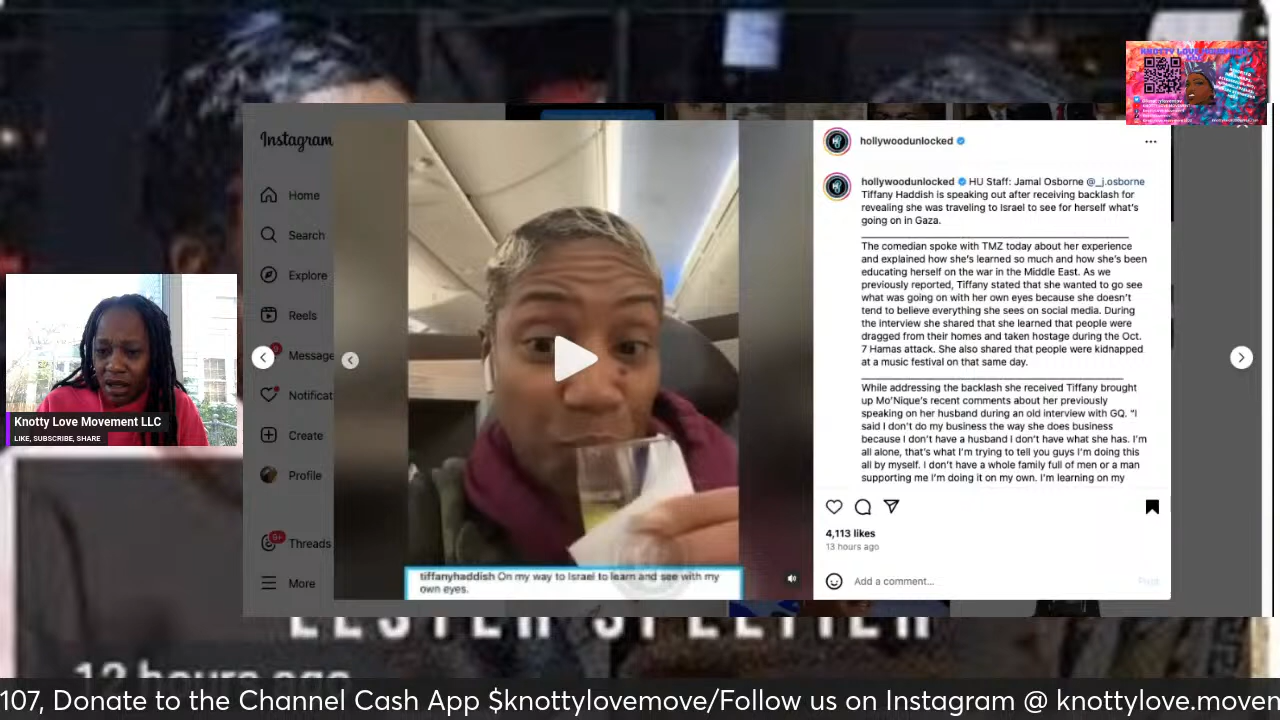 Instagram
Home
Search
Explore
Reels
Message
Notificat
Create
Profile
9+
Threads
More
hollywoodunlocked
hollywoodunlocked HU Staff: Jamal Osborne @_j.osborne
Tiffany Haddish is speaking out after receiving backlash for
revealing she was traveling to Israel to see for herself what's
going on in Gaza.
The comedian spoke with TMZ today about her experience
and explained how she's learned so much and how she's been
educating herself on the war in the Middle East. As we
previously reported, Tiffany stated that she wanted to go see
what was going on with her own eyes because she doesn't
tend to believe everything she sees on social media. During
the interview she shared that she learned that people were
dragged from their homes and taken hostage during the Oct.
7 Hamas attack. She also shared that people were kidnapped
at a music festival on that same day.
While addressing the backlash she received Tiffany brought
up Mo'Nique's recent comments about her previously
speaking on her husband during an old interview with GQ. "I
said I don't do my business the way she does business
because I don't have a husband I don't have what she has. I'm
all alone, that's what I'm trying to tell you guys I'm doing this
all by myself. I don't have a whole family full of men or a man
supporting me I'm doing it on my own. I'm learning on my
4,113 likes
13 hours ago
Add a comment...
Post
tiffanyhaddish On my way to Israel to learn and see with my
own eyes.
Knotty Love Movement LLC
LIKE, SUBSCRIBE, SHARE
12 hours ago
107, Donate to the Channel Cash App $knottylovemove/Follow us on Instagram @ knottylove.movem